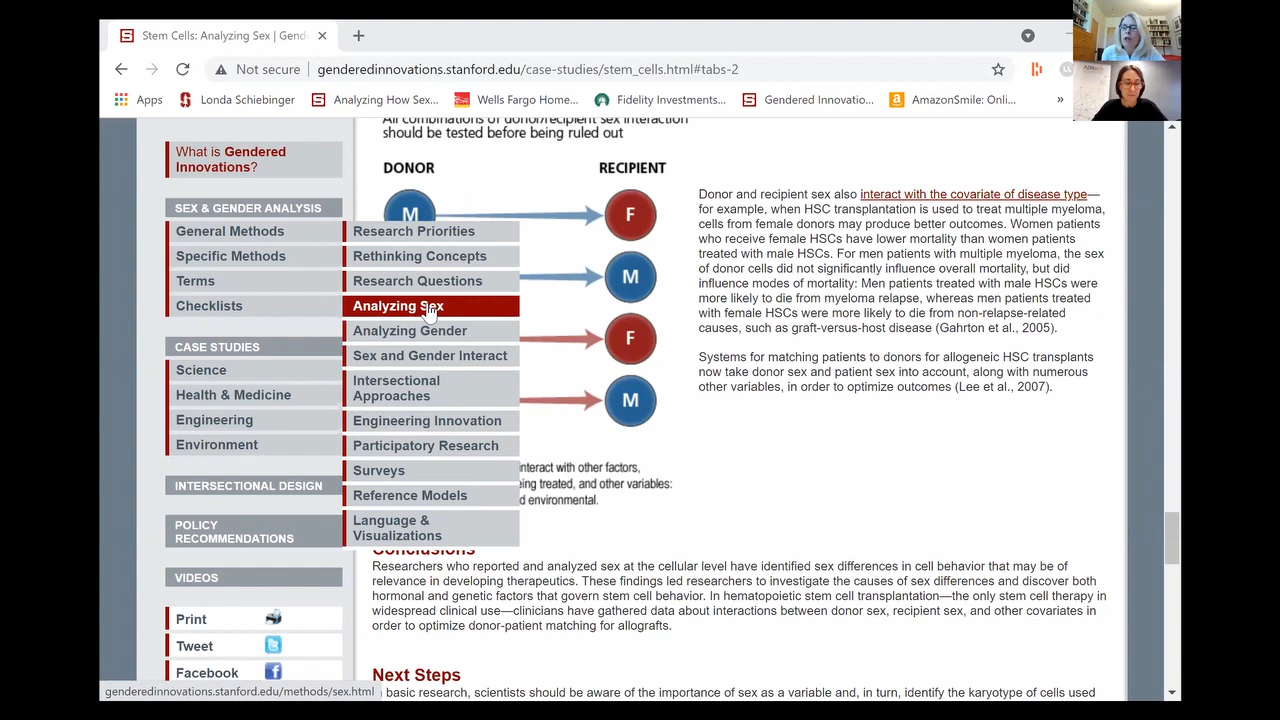 Stem Cells: Analyzing Sex | Gend
Not secure
genderedinnovations.stanford.edu/case-studies/stem_cells.html#tabs-2
Apps
Londa Schiebinger
Analyzing How Sex...
Wells Fargo Home...
Fidelity Investments...
Gendered Innovatio...
AmazonSmile: Onli...
»
What is Gendered
Innovations?
SEX & GENDER ANALYSIS
General Methods
Specific Methods
Terms
Checklists
CASE STUDIES
Science
Health & Medicine
Engineering
Environment
INTERSECTIONAL DESIGN
POLICY
RECOMMENDATIONS
VIDEOS
Print
Tweet
Facebook
Research Priorities
Rethinking Concepts
Research Questions
Analyzing Sex
Analyzing Gender
Sex and Gender Interact
Intersectional
Approaches
Engineering Innovation
Participatory Research
Surveys
Reference Models
Language &
Visualizations
All combinations of donor/recipient sex interaction
should be tested before being ruled out
DONOR
RECIPIENT
M
F
M
F
M
interact with other factors,
ing treated, and other variables:
d environmental.
Donor and recipient sex also interact with the covariate of disease type—
for example, when HSC transplantation is used to treat multiple myeloma,
cells from female donors may produce better outcomes. Women patients
who receive female HSCs have lower mortality than women patients
treated with male HSCs. For men patients with multiple myeloma, the sex
of donor cells did not significantly influence overall mortality, but did
influence modes of mortality: Men patients treated with male HSCs were
more likely to die from myeloma relapse, whereas men patients treated
with female HSCs were more likely to die from non-relapse-related
causes, such as graft-versus-host disease (Gahrton et al., 2005).
Systems for matching patients to donors for allogeneic HSC transplants
now take donor sex and patient sex into account, along with numerous
other variables, in order to optimize outcomes (Lee et al., 2007).
Conclusions
Researchers who reported and analyzed sex at the cellular level have identified sex differences in cell behavior that may be of
relevance in developing therapeutics. These findings led researchers to investigate the causes of sex differences and discover both
hormonal and genetic factors that govern stem cell behavior. In hematopoietic stem cell transplantation—the only stem cell therapy in
widespread clinical use—clinicians have gathered data about interactions between donor sex, recipient sex, and other covariates in
order to optimize donor-patient matching for allografts.
Next Steps
basic research, scientists should be aware of the importance of sex as a variable and, in turn, identify the karyotype of cells used
genderedinnovations.stanford.edu/methods/sex.html